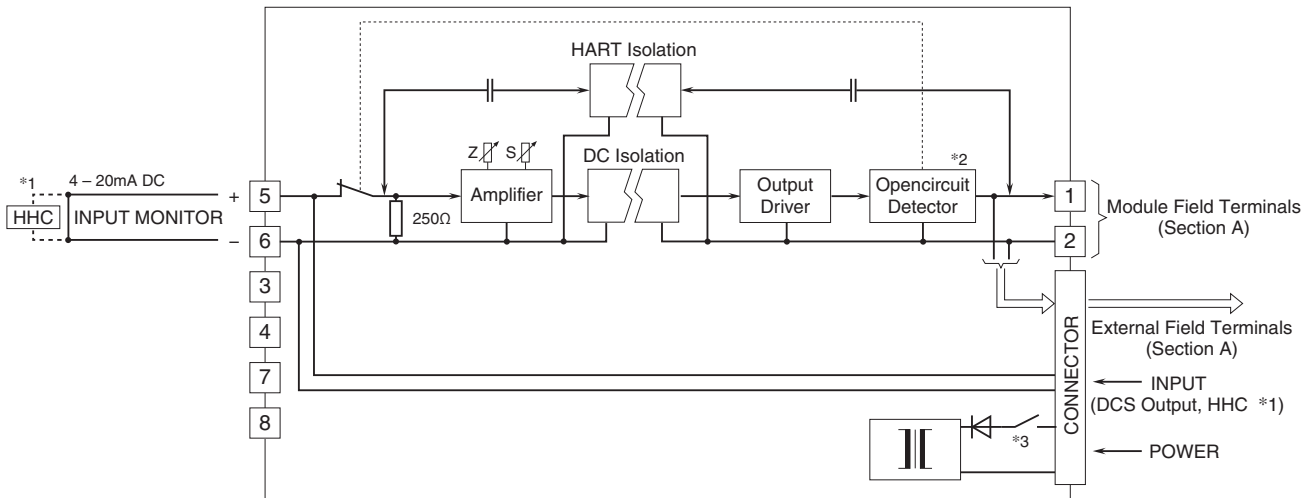 HART Isolation
*2
Z
S
DC Isolation
Amplifier
Output
Driver
Opencircuit
Detector
*1
HHC
4 – 20mA DC
INPUT MONITOR
+
–
5
6
3
4
7
8
250Ω
1
2
Module Field Terminals
(Section A)
CONNECTOR
External Field Terminals
(Section A)
INPUT
(DCS Output, HHC *1)
*3
POWER